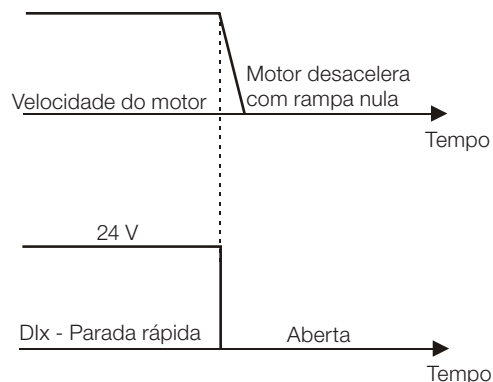 Motor desacelera
com rampa nula
Velocidade do motor
Tempo
24 V
DIx - Parada rápida
Aberta
Tempo